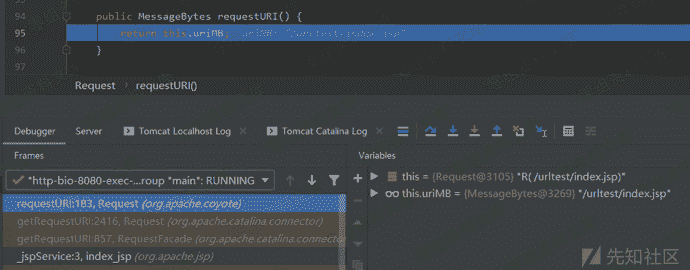 94
95
96
97
public MessageBytes requestURI() {
return this.uriMB; uriMB: "/urltest/index.jsp"
}
Request › requestURI()
Debugger Server Tomcat Localhost Log Tomcat Catalina Log
Frames
Variables
"http-bio-8080-exec-...roup "main": RUNNING
requestURI:183, Request (org.apache.coyote)
getRequestURI:2416, Request (org.apache.catalina.connector)
getRequestURI:857, RequestFacade (org.apache.catalina.connector
_jspService:3, index_jsp (org.apache.jsp)
this = {Request@3105} "R( /urltest/index.jsp)"
this.uriMB = {MessageBytes@3269} "/urltest/index.jsp"
先知社区